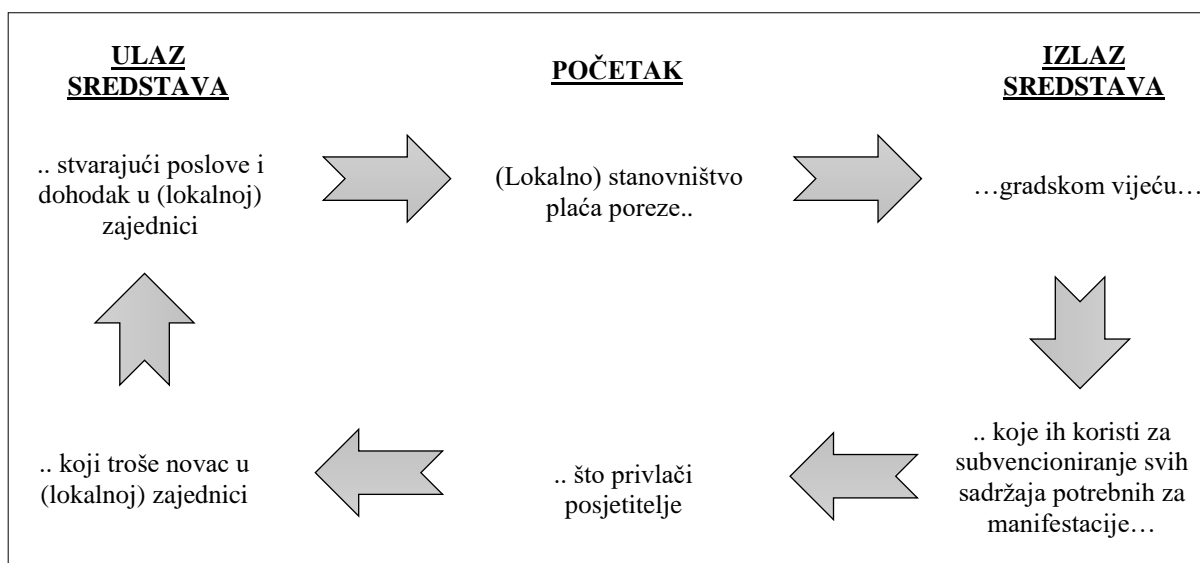 ULAZ
SREDSTAVA
POČETAK
IZLAZ
SREDSTAVA
.. stvarajući poslove i
dohodak u (lokalnoj)
zajednici
(Lokalno) stanovništvo
plaća poreze..
…gradskom vijeću…
.. koji troše novac u
(lokalnoj) zajednici
.. što privlači
posjetitelje
.. koje ih koristi za
subvencioniranje svih
sadržaja potrebnih za
manifestacije…